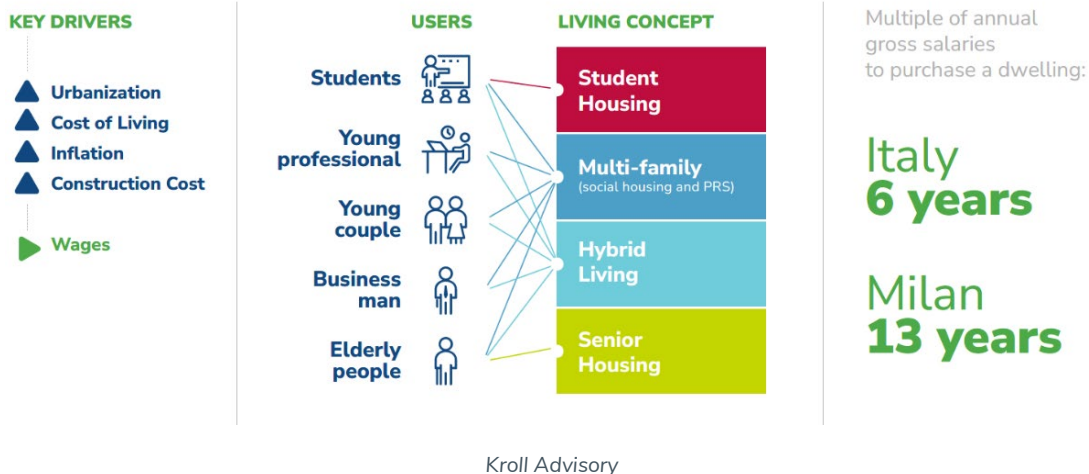 KEY DRIVERS
Urbanization
Cost of Living
Inflation
Construction Cost
Wages
USERS
Students
Young
professional
Young
couple
Business
man
Elderly
people
LIVING CONCEPT
Student
Housing
Multi-family
(social housing and PRS)
Hybrid
Living
Senior
Housing
Multiple of annual
gross salaries
to purchase a dwelling:
Italy
6 years
Milan
13 years
Kroll Advisory